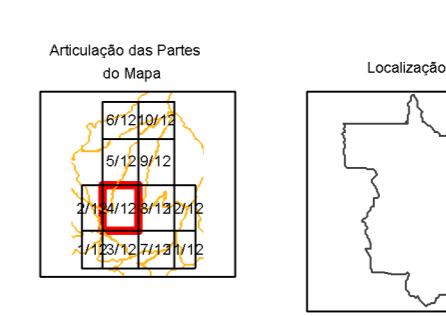 Articulação das Partes
do Mapa
Localização
6/12 10/12
5/12 9/12
2/12 4/12 8/12 12/12
1/12 3/12 7/12 11/12